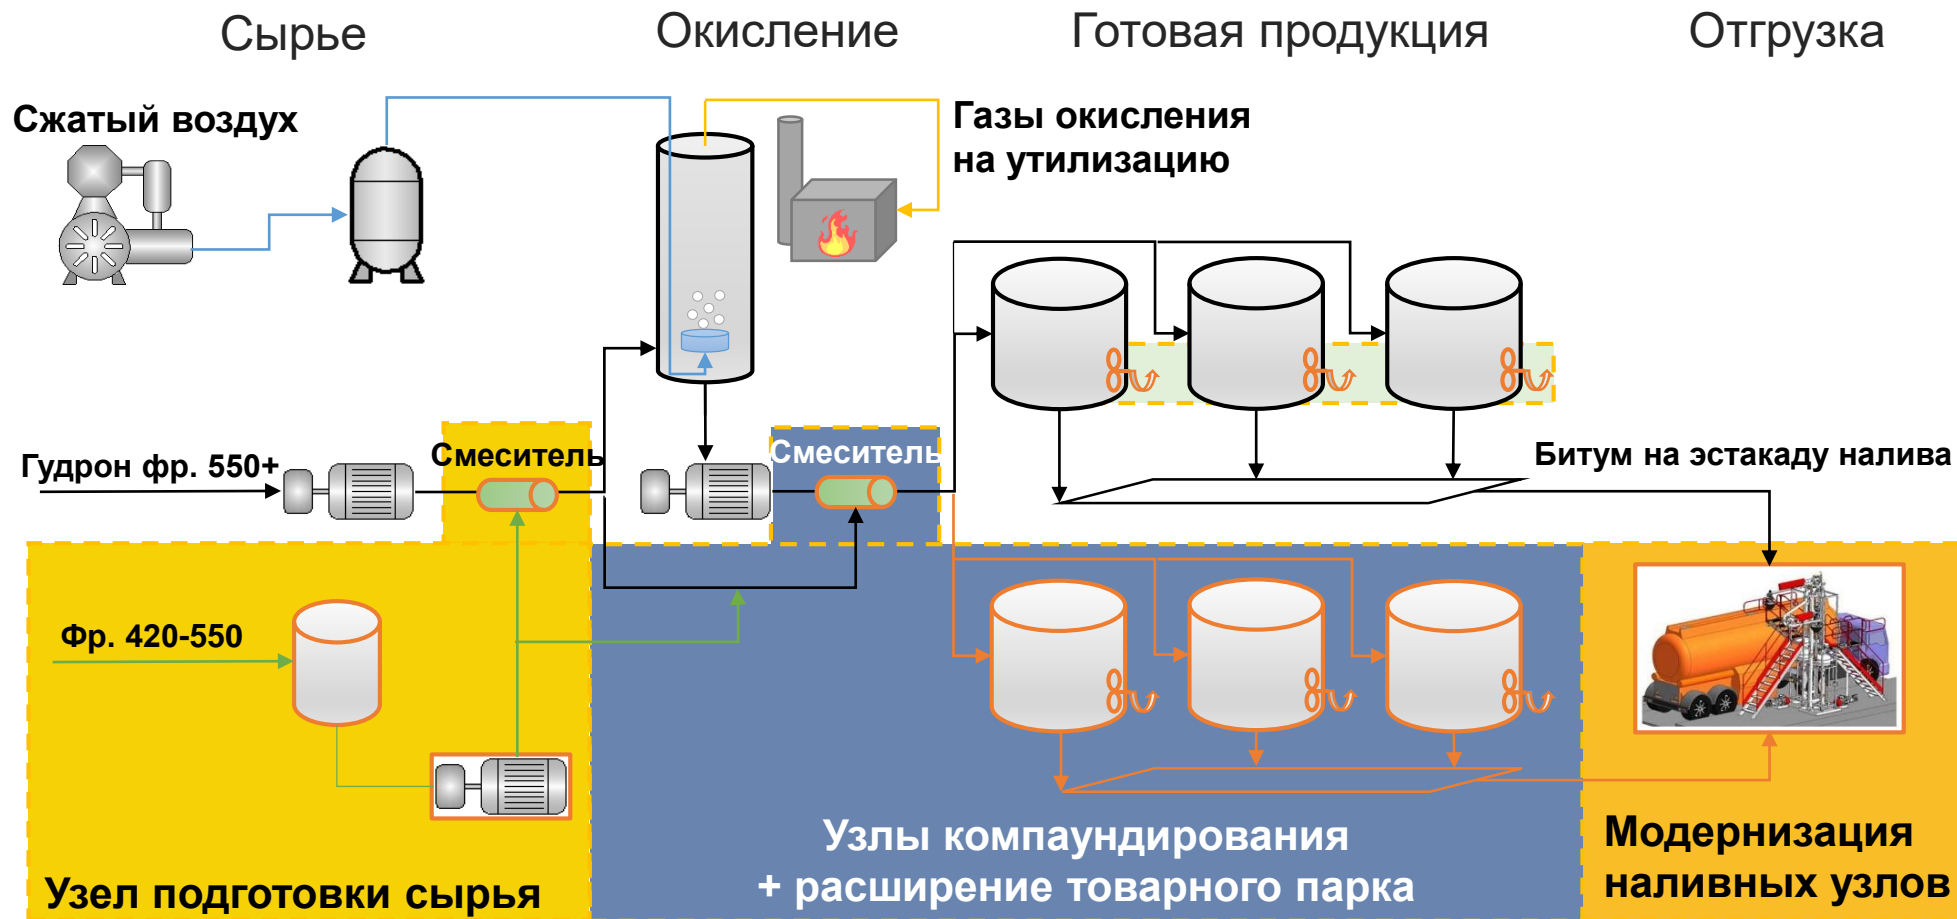 Сырье
Окисление
Готовая продукция
Отгрузка
Сжатый воздух
Газы окисления
на утилизацию
Гудрон фр. 550+
Смеситель
Смеситель
Битум на эстакаду налива
Фр. 420-550
Узел подготовки сырья
Узлы компаундирования
+ расширение товарного парка
Модернизация
наливных узлов